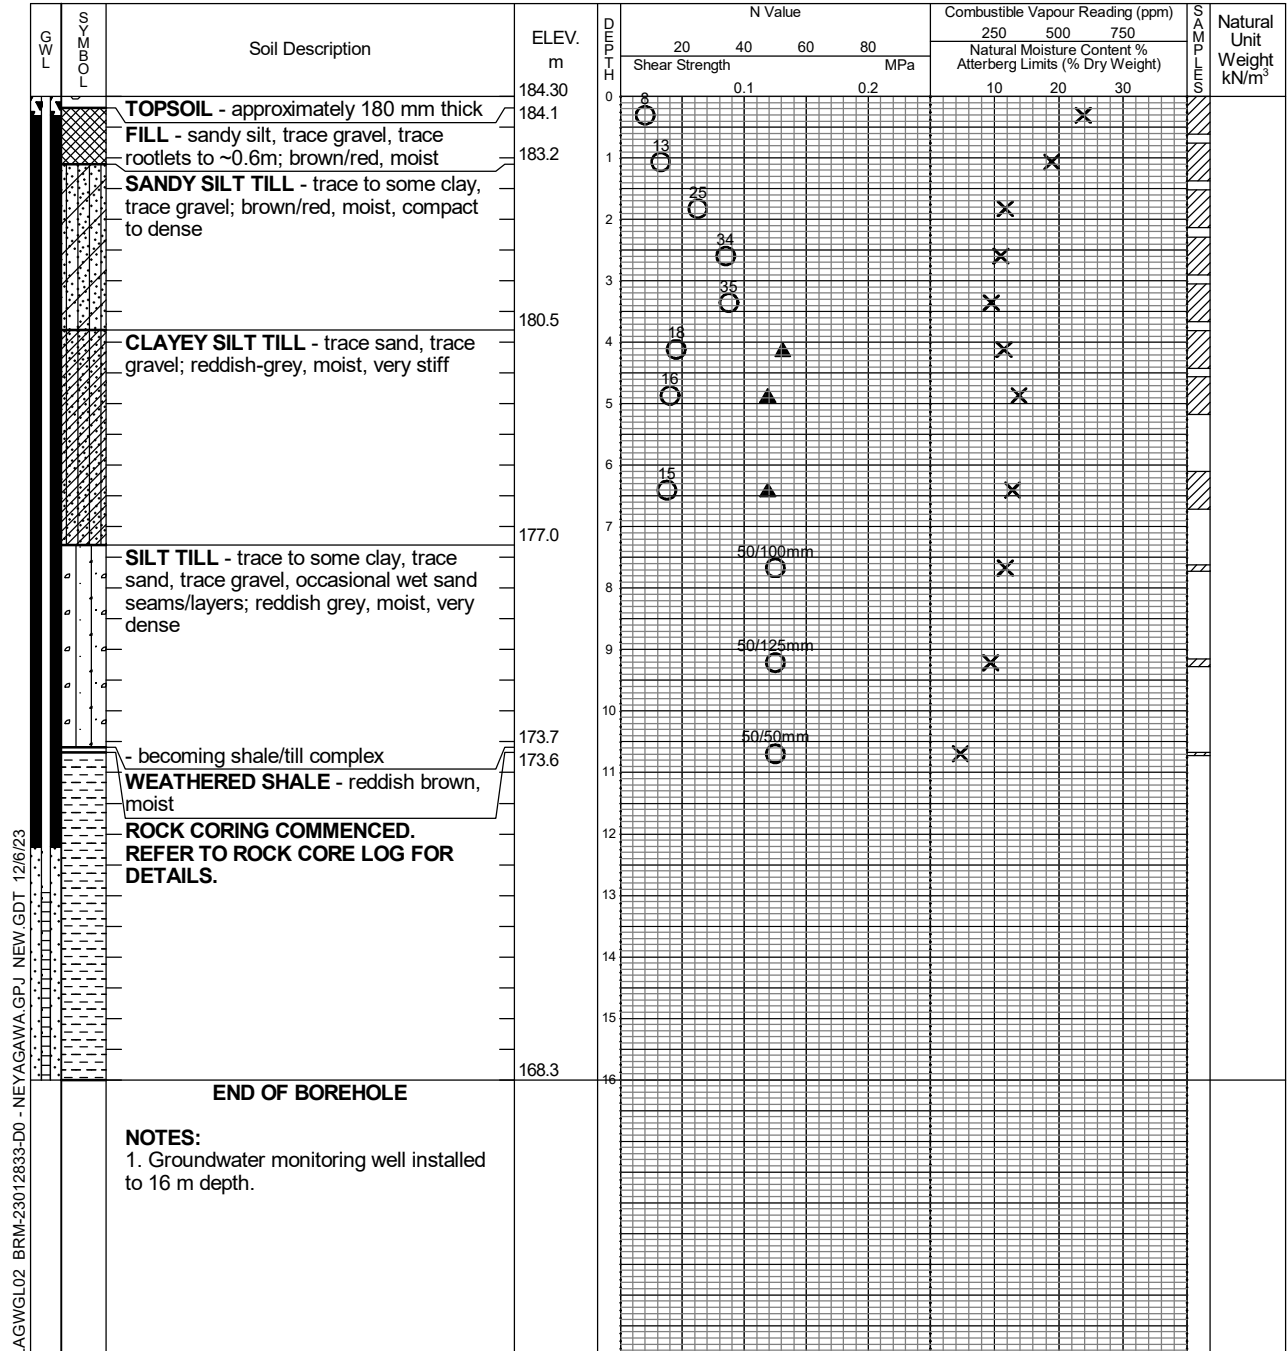 GWL
SYMBOL
Soil Description
ELEV.
m
DEPTH
N Value
20 40 60 80
Shear Strength MPa
0.1 0.2
Combustible Vapour Reading (ppm)
250 500 750
Natural Moisture Content %
Atterberg Limits (% Dry Weight)
10 20 30
SAMPLES
Natural
Unit
Weight
kN/m³
184.30
0
TOPSOIL - approximately 180 mm thick
184.1
8
FILL - sandy silt, trace gravel, trace
rootlets to ~0.6m; brown/red, moist
183.2
1
13
SANDY SILT TILL - trace to some clay,
trace gravel; brown/red, moist, compact
to dense
25
2
34
3
35
180.5
CLAYEY SILT TILL - trace sand, trace
gravel; reddish-grey, moist, very stiff
18
4
16
5
6
15
7
177.0
SILT TILL - trace to some clay, trace
sand, trace gravel, occasional wet sand
seams/layers; reddish grey, moist, very
dense
50/100mm
8
50/125mm
9
10
173.7
50/50mm
- becoming shale/till complex
173.6
11
WEATHERED SHALE - reddish brown,
moist
ROCK CORING COMMENCED.
REFER TO ROCK CORE LOG FOR
DETAILS.
12
13
14
15
168.3
16
END OF BOREHOLE
NOTES:
1. Groundwater monitoring well installed
to 16 m depth.
AGWGL02 BRM-23012833-D0 - NEYAGAWA.GPJ NEW.GDT 12/6/23